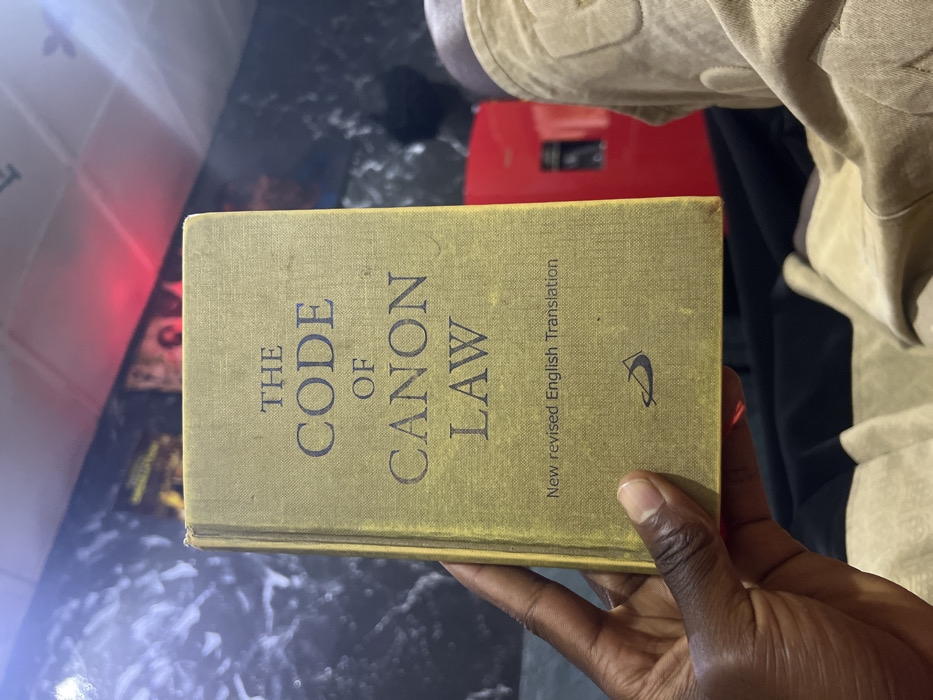 THE
CODE
OF
CANON
LAW
New revised English Translation